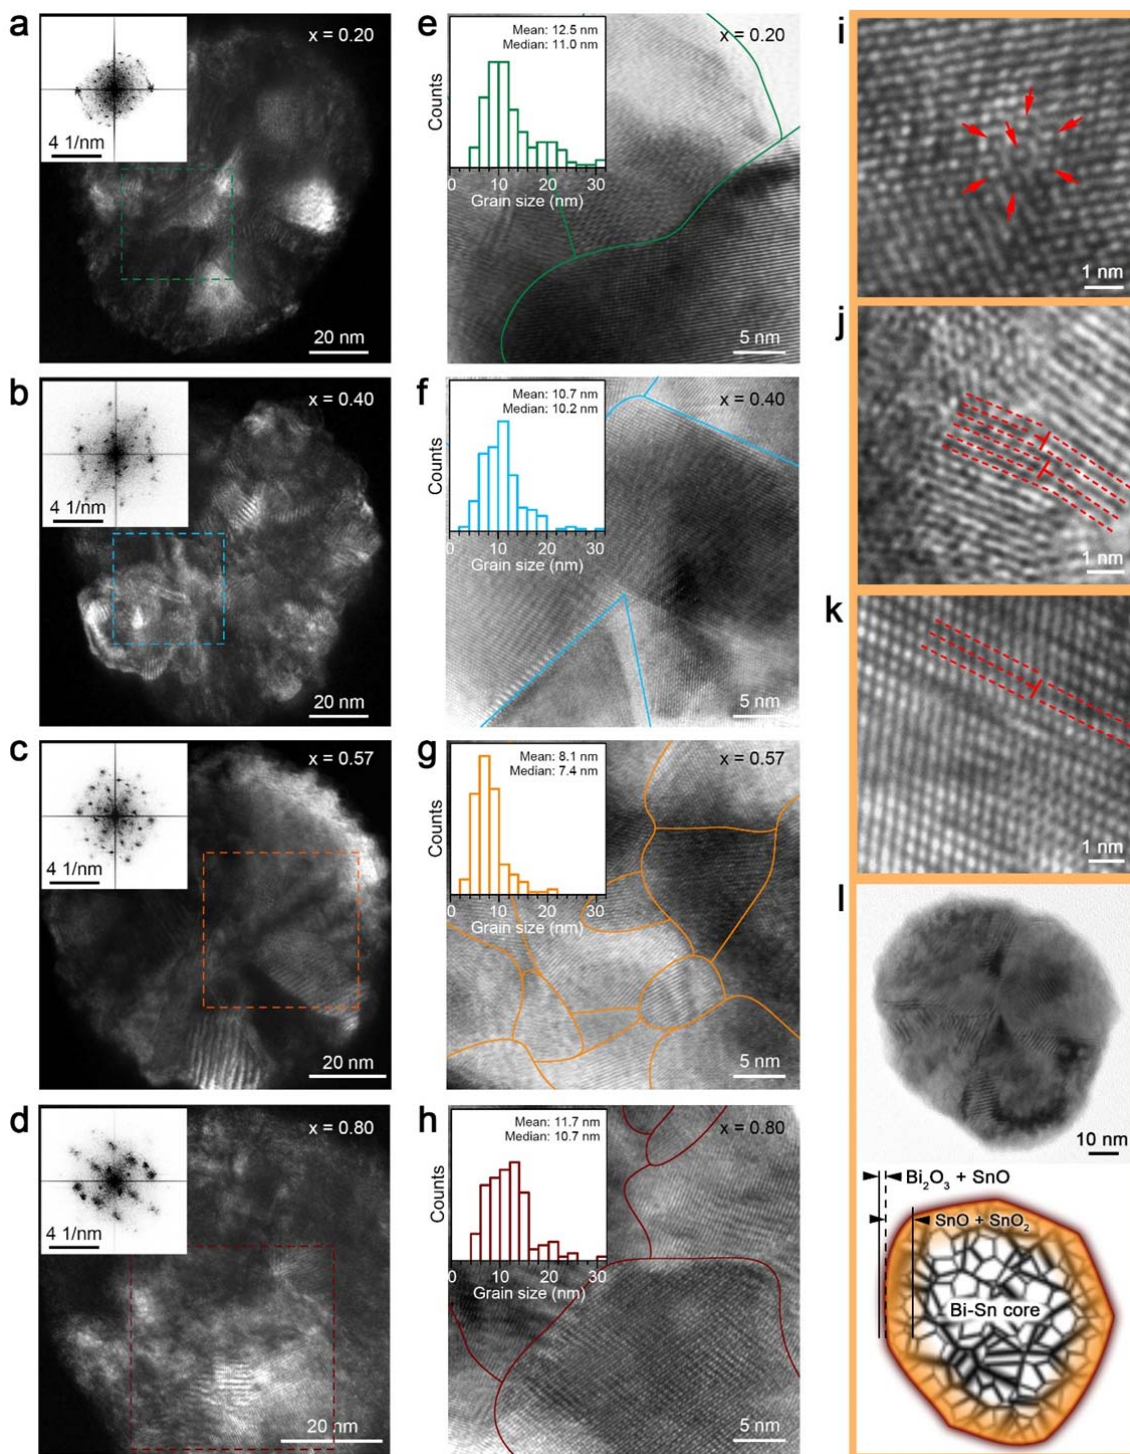 a
x = 0.20
4 1/nm
20 nm
e
Mean: 12.5 nm
Median: 11.0 nm
x = 0.20
Counts
0 10 20 30
Grain size (nm)
5 nm
i
1 nm
j
1 nm
b
x = 0.40
4 1/nm
20 nm
f
Mean: 10.7 nm
Median: 10.2 nm
x = 0.40
Counts
0 10 20 30
Grain size (nm)
5 nm
k
1 nm
c
x = 0.57
4 1/nm
20 nm
g
Mean: 8.1 nm
Median: 7.4 nm
x = 0.57
Counts
0 10 20 30
Grain size (nm)
5 nm
l
10 nm
d
x = 0.80
4 1/nm
20 nm
h
Mean: 11.7 nm
Median: 10.7 nm
x = 0.80
Counts
0 10 20 30
Grain size (nm)
5 nm
Bi₂O₃ + SnO
SnO + SnO₂
Bi-Sn core